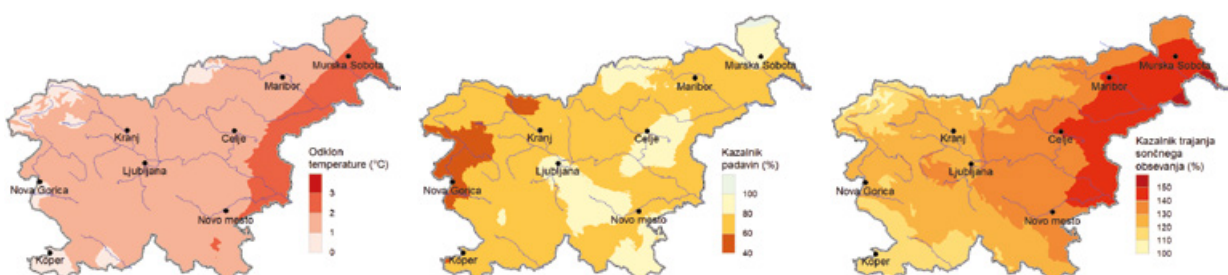 Murska Sobota
Maribor
Kranj
Celje
Ljubljana
Nova Gorica
Novo mesto
Koper
Odklon
temperature (°C)
3
2
1
0
Murska Sobota
Maribor
Kranj
Celje
Ljubljana
Nova Gorica
Novo mesto
Koper
Kazalnik
padavin (%)
100
80
60
40
Murska Sobota
Maribor
Kranj
Celje
Ljubljana
Nova Gorica
Novo mesto
Koper
Kazalnik trajanja
sončnega
obsevanja (%)
150
140
130
120
110
100